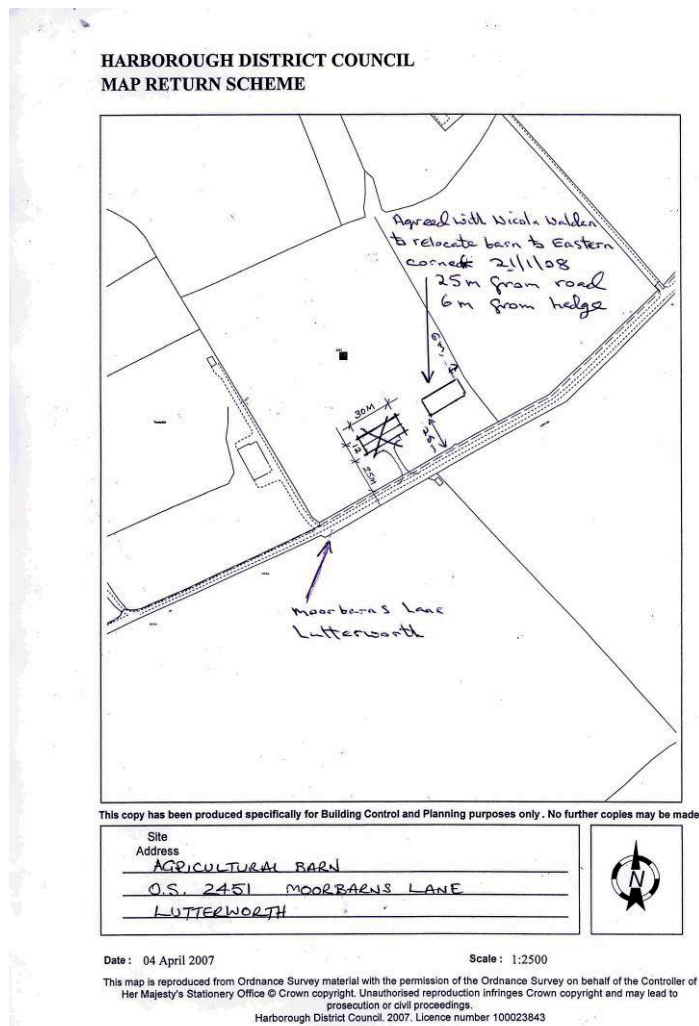 HARBOROUGH DISTRICT COUNCIL
MAP RETURN SCHEME
Agreed with Nicola Walden
to relocate barn to Eastern
corner 21/1/08
25m from road
6m from hedge
6m
30M
12
25m
25m
Moorbarns Lane
Lutterworth
This copy has been produced specifically for Building Control and Planning purposes only. No further copies may be made
Site
Address
AGRICULTURAL BARN
O.S. 2451 MOORBARNS LANE
LUTTERWORTH
N
Date : 04 April 2007
Scale : 1:2500
This map is reproduced from Ordnance Survey material with the permission of the Ordnance Survey on behalf of the Controller of
Her Majesty's Stationery Office © Crown copyright. Unauthorised reproduction infringes Crown copyright and may lead to
prosecution or civil proceedings.
Harborough District Council. 2007. Licence number 100023843